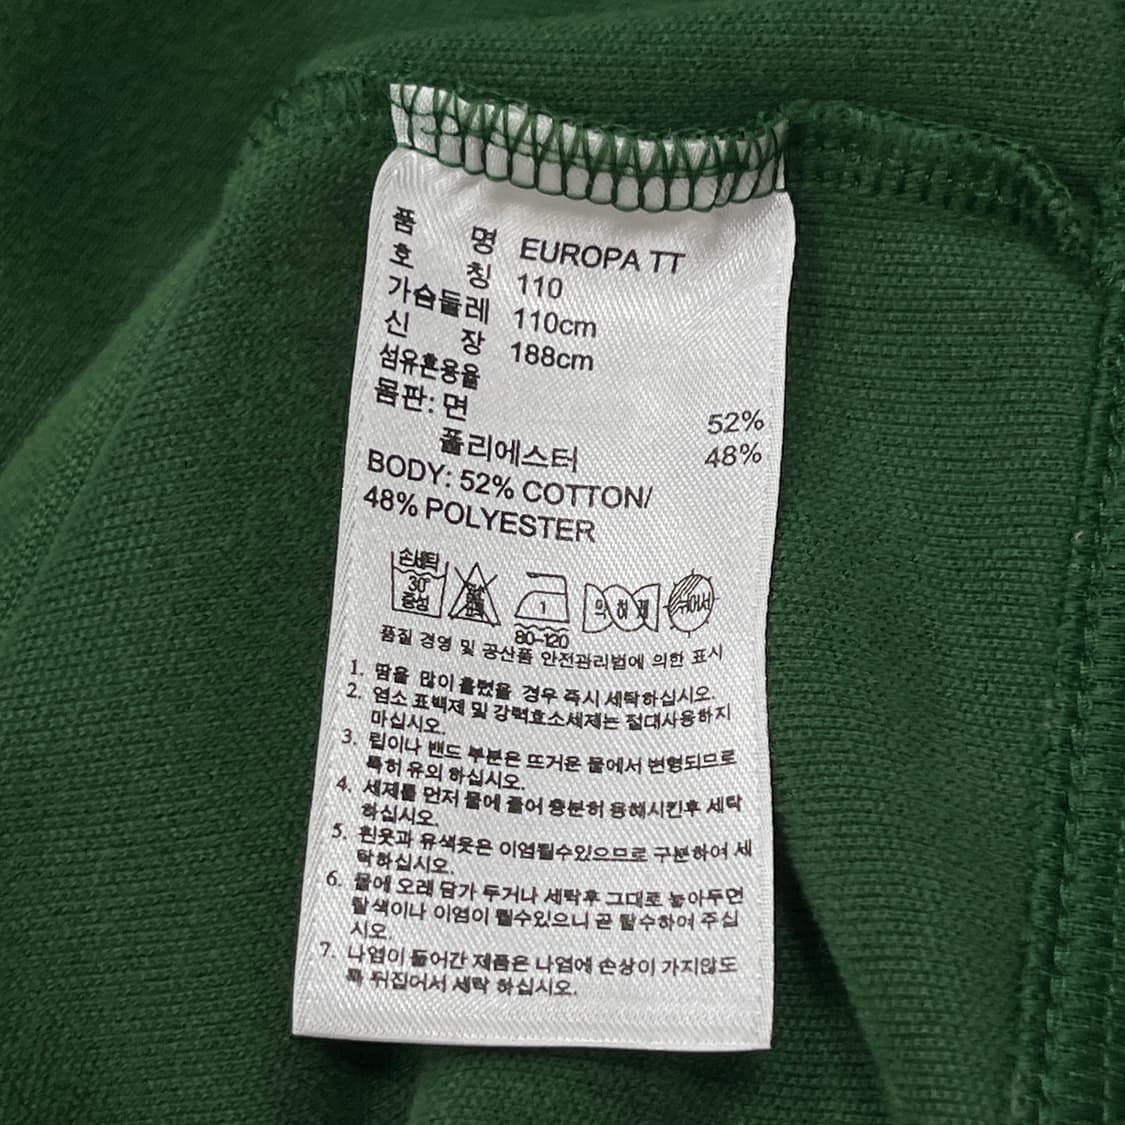 품 명 EUROPA TT
호 칭 110
가슴둘레 110cm
신 장 188cm
섬유혼용율
몸판: 면 52%
폴리에스터 48%
BODY: 52% COTTON/
48% POLYESTER
손세탁
30°
중성
1
80~120
품질 경영 및 공산품 안전관리법에 의한 표시
1. 땀을 많이 흘렸을 경우 즉시 세탁하십시오.
2. 염소 표백제 및 강력효소세제는 절대사용하지
마십시오.
3. 립이나 밴드 부분은 뜨거운 물에서 변형되므로
특히 유의 하십시오.
4. 세제를 먼저 물에 풀어 충분히 용해시킨후 세탁
하십시오.
5. 흰옷과 유색옷은 이염될수있으므로 구분하여 세
탁하십시오.
6. 물에 오래 담가 두거나 세탁후 그대로 놓아두면
탈색이나 이염이 될수있으니 곧 탈수하여 주십
시오.
7. 나염이 들어간 제품은 나염에 손상이 가지않도
록 뒤집어서 세탁 하십시오.